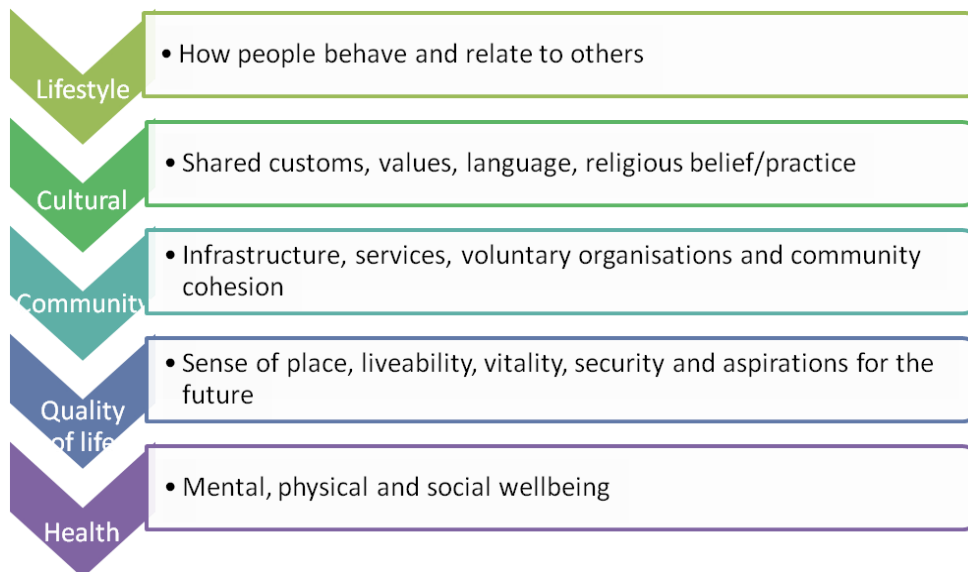 Lifestyle
• How people behave and relate to others
Cultural
• Shared customs, values, language, religious belief/practice
Community
• Infrastructure, services, voluntary organisations and community
cohesion
Quality
of life
• Sense of place, liveability, vitality, security and aspirations for the
future
Health
• Mental, physical and social wellbeing